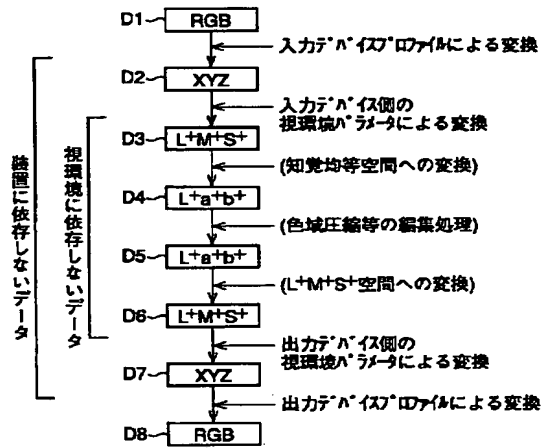 D1 RGB
入力デバイスプロファイルによる変換
D2 XYZ
入力デバイス側の
視環境パラメータによる変換
D3 L+M+S+
(知覚均等空間への変換)
D4 L+a+b+
(色域圧縮等の編集処理)
D5 L+a+b+
(L+M+S+空間への変換)
D6 L+M+S+
出力デバイス側の
視環境パラメータによる変換
D7 XYZ
出力デバイスプロファイルによる変換
D8 RGB
装置に依存しないデータ
視環境に依存しないデータ